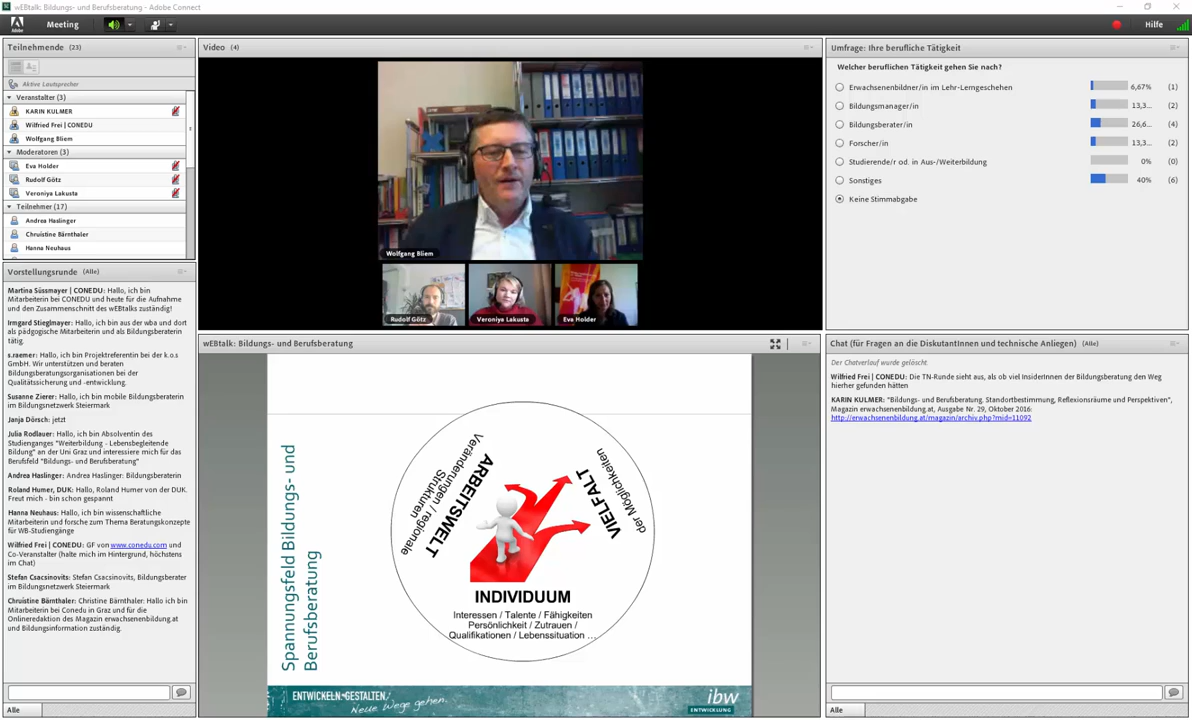 wEBtalk: Bildungs- und Berufsberatung - Adobe Connect
Meeting
Hilfe
Teilnehmende (23)
Aktive Lautsprecher
Veranstalter (3)
KARIN KULMER
Wilfried Frei | CONEDU
Wolfgang Bliem
Moderatoren (3)
Eva Holder
Rudolf Götz
Veroniya Lakusta
Teilnehmer (17)
Andrea Haslinger
Chruistine Bärnthaler
Hanna Neuhaus
Vorstellungsrunde (Alle)
Martina Süssmayer | CONEDU: Hallo, ich bin
Mitarbeiterin bei CONEDU und heute für die Aufnahme
und den Zusammenschnitt des wEBtalks zuständig!
Irmgard Stieglmayer: Hallo, ich bin aus der wba und dort
als pädgogische Mitarbeiterin und als Bildungsberaterin
tätig.
s.raemer: Hallo, ich bin Projektreferentin bei der k.o.s
GmbH. Wir unterstützen und beraten
Bildungsberatungsorganisationen bei der
Qualitätssicherung und -entwicklung.
Susanne Zierer: Hallo, ich bin mobile Bildungsberaterin
im Bildungsnetzwerk Steiermark
Janja Dörsch: jetzt
Julia Rodlauer: Hallo, ich bin Absolventin des
Studienganges "Weiterbildung - Lebensbegleitende
Bildung" an der Uni Graz und interessiere mich für das
Berufsfeld "Bildungs- und Berufsberatung"
Andrea Haslinger: Andrea Haslinger: Bildungsberaterin
Roland Humer, DUK: Hallo, Roland Humer von der DUK.
Freut mich - bin schon gespannt
Hanna Neuhaus: Hallo, ich bin wissenschaftliche
Mitarbeiterin und forsche zum Thema Beratungskonzepte
für WB-Studiengänge
Wilfried Frei | CONEDU: GF von www.conedu.com und
Co-Veranstalter (halte mich im Hintergrund, höchstens
im Chat)
Stefan Csacsinovits: Stefan Csacsinovits, Bildungsberater
im Bildungsnetzwerk Steiermark
Chruistine Bärnthaler: Christine Bärnthaler: Hallo ich bin
Mitarbeiterin bei Conedu in Graz und für die
Onlineredaktion des Magazin erwachsenenbildung.at
und Bildungsinformation zuständig.
Alle
Video (4)
Wolfgang Bliem
Rudolf Götz
Veroniya Lakusta
Eva Holder
wEBtalk: Bildungs- und Berufsberatung
Spannungsfeld Bildungs- und
Berufsberatung
ARBEITSWELT
Veränderungen / regionale
Strukturen
VIELFALT
der Möglichkeiten
INDIVIDUUM
Interessen / Talente / Fähigkeiten
Persönlichkeit / Zutrauen /
Qualifikationen / Lebenssituation ...
ENTWICKELN.GESTALTEN.
Neue Wege gehen.
ibw
ENTWICKLUNG
Umfrage: Ihre berufliche Tätigkeit
Welcher beruflichen Tätigkeit gehen Sie nach?
Erwachsenenbildner/in im Lehr-Lerngeschehen 6,67% (1)
Bildungsmanager/in 13,3... (2)
Bildungsberater/in 26,6... (4)
Forscher/in 13,3... (2)
Studierende/r od. in Aus-/Weiterbildung 0% (0)
Sonstiges 40% (6)
Keine Stimmabgabe
Chat (für Fragen an die DiskutantInnen und technische Anliegen) (Alle)
Der Chatverlauf wurde gelöscht.
Wilfried Frei | CONEDU: Die TN-Runde sieht aus, als ob viel InsiderInnen der Bildungsberatung den Weg
hierher gefunden hätten
KARIN KULMER: "Bildungs- und Berufsberatung. Standortbestimmung, Reflexionsräume und Perspektiven",
Magazin erwachsenenbildung.at, Ausgabe Nr. 29, Oktober 2016:
http://erwachsenenbildung.at/magazin/archiv.php?mid=11092
Alle